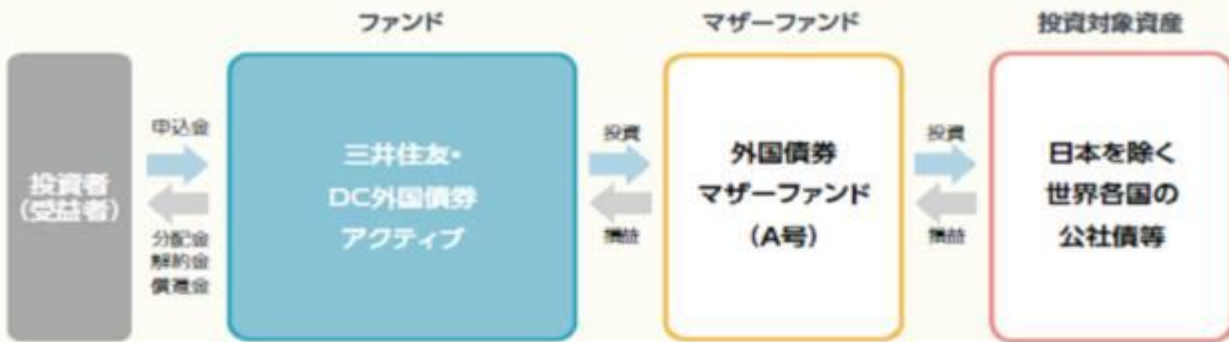 ファンド
マザーファンド
投資対象資産
投資者
(受益者)
申込金
分配金
解約金
償還金
三井住友・
DC外国債券
アクティブ
投資
損益
外国債券
マザーファンド
(A号)
投資
損益
日本を除く
世界各国の
公社債等